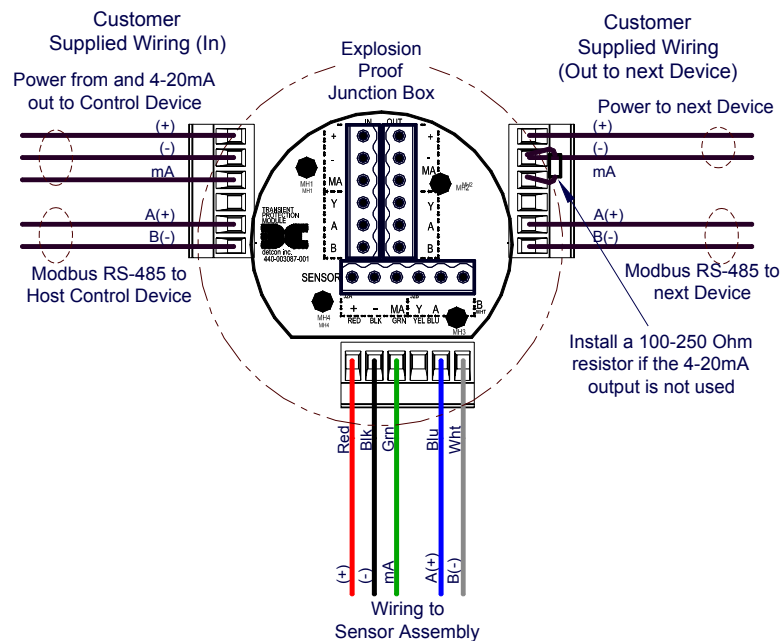 Customer
Supplied Wiring (In)
Power from and 4-20mA
out to Control Device
(+)
(-)
mA
A(+)
B(-)
Modbus RS-485 to
Host Control Device
Explosion
Proof
Junction Box
Customer
Supplied Wiring
(Out to next Device)
Power to next Device
(+)
(-)
mA
A(+)
B(-)
Modbus RS-485 to
next Device
Install a 100-250 Ohm
resistor if the 4-20mA
output is not used
IN OUT
+ +
- -
MA MA
Y Y
A A
B B
MH1
MH1
MH2
MH2
TRANSIENT
PROTECTION
MODULE
detcon inc.
440-003087-001
SENSOR
MH4
MH4
MH3
+ - MA Y A B
RED BLK GRN YEL BLU WHT
Red
Blk
Grn
Blu
Wht
(+)
(-)
mA
A(+)
B(-)
Wiring to
Sensor Assembly